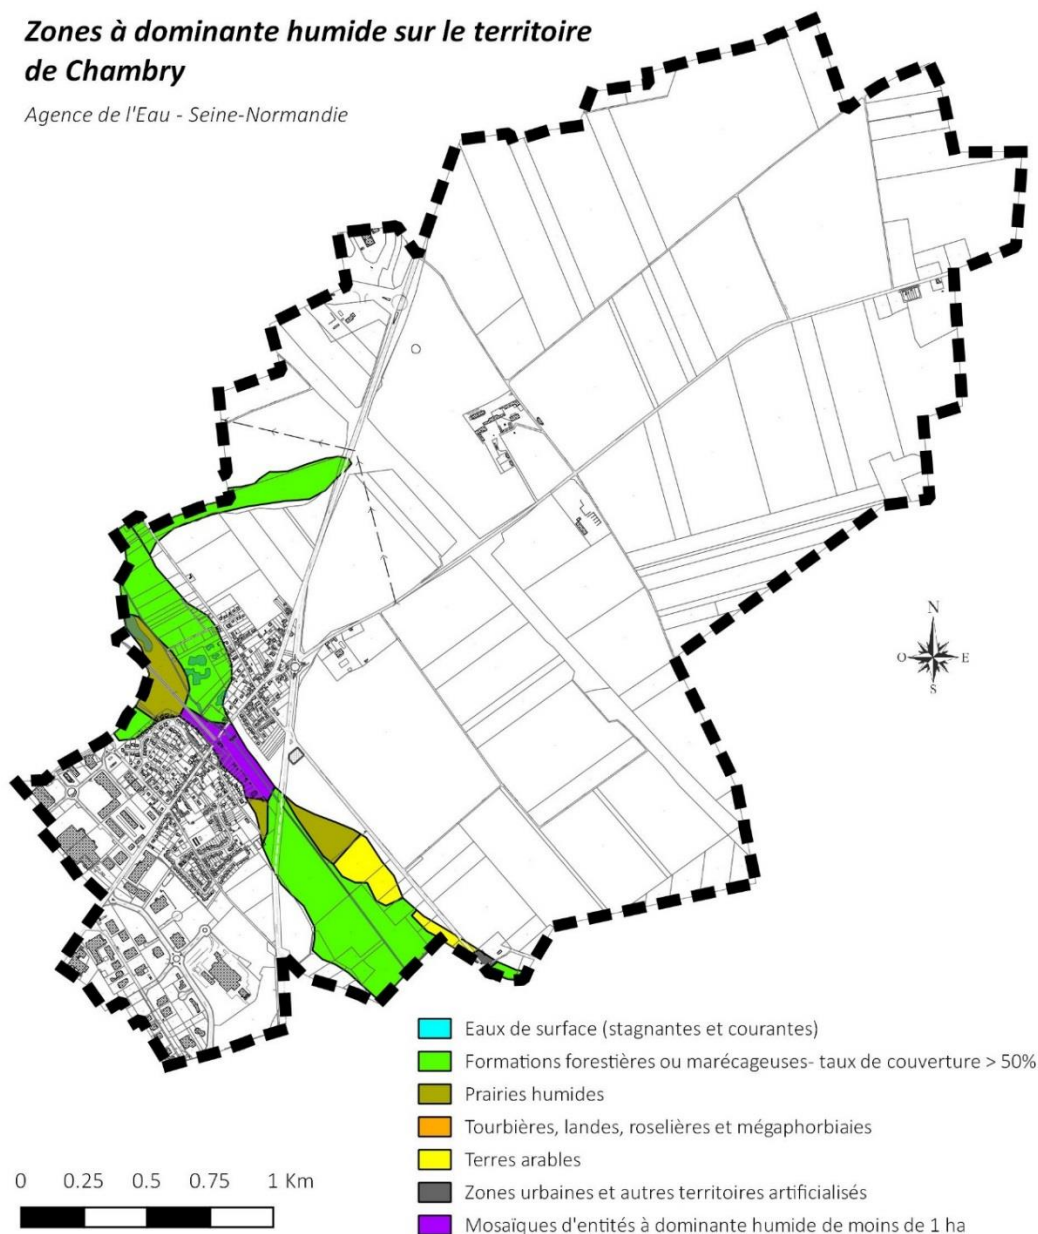 Zones à dominante humide sur le territoire
de Chambry
Agence de l'Eau - Seine-Normandie
N
O E
S
Eaux de surface (stagnantes et courantes)
Formations forestières ou marécageuses- taux de couverture > 50%
Prairies humides
Tourbières, landes, roselières et mégaphorbiaies
Terres arables
Zones urbaines et autres territoires artificialisés
Mosaïques d'entités à dominante humide de moins de 1 ha
0 0.25 0.5 0.75 1 Km